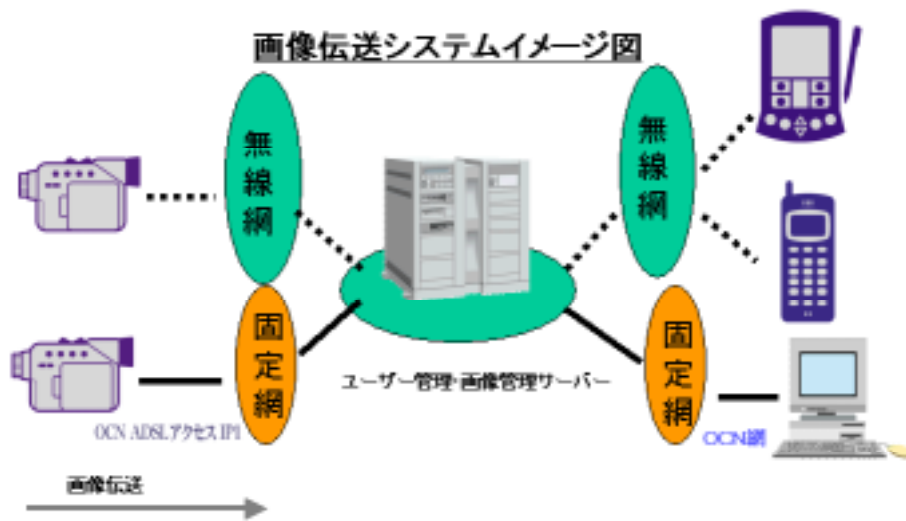 画像伝送システムイメージ図
無線網
無線網
固定網
固定網
ユーザー管理・画像管理サーバー
OCN ADSLアクセスIP1
OCN網
画像伝送